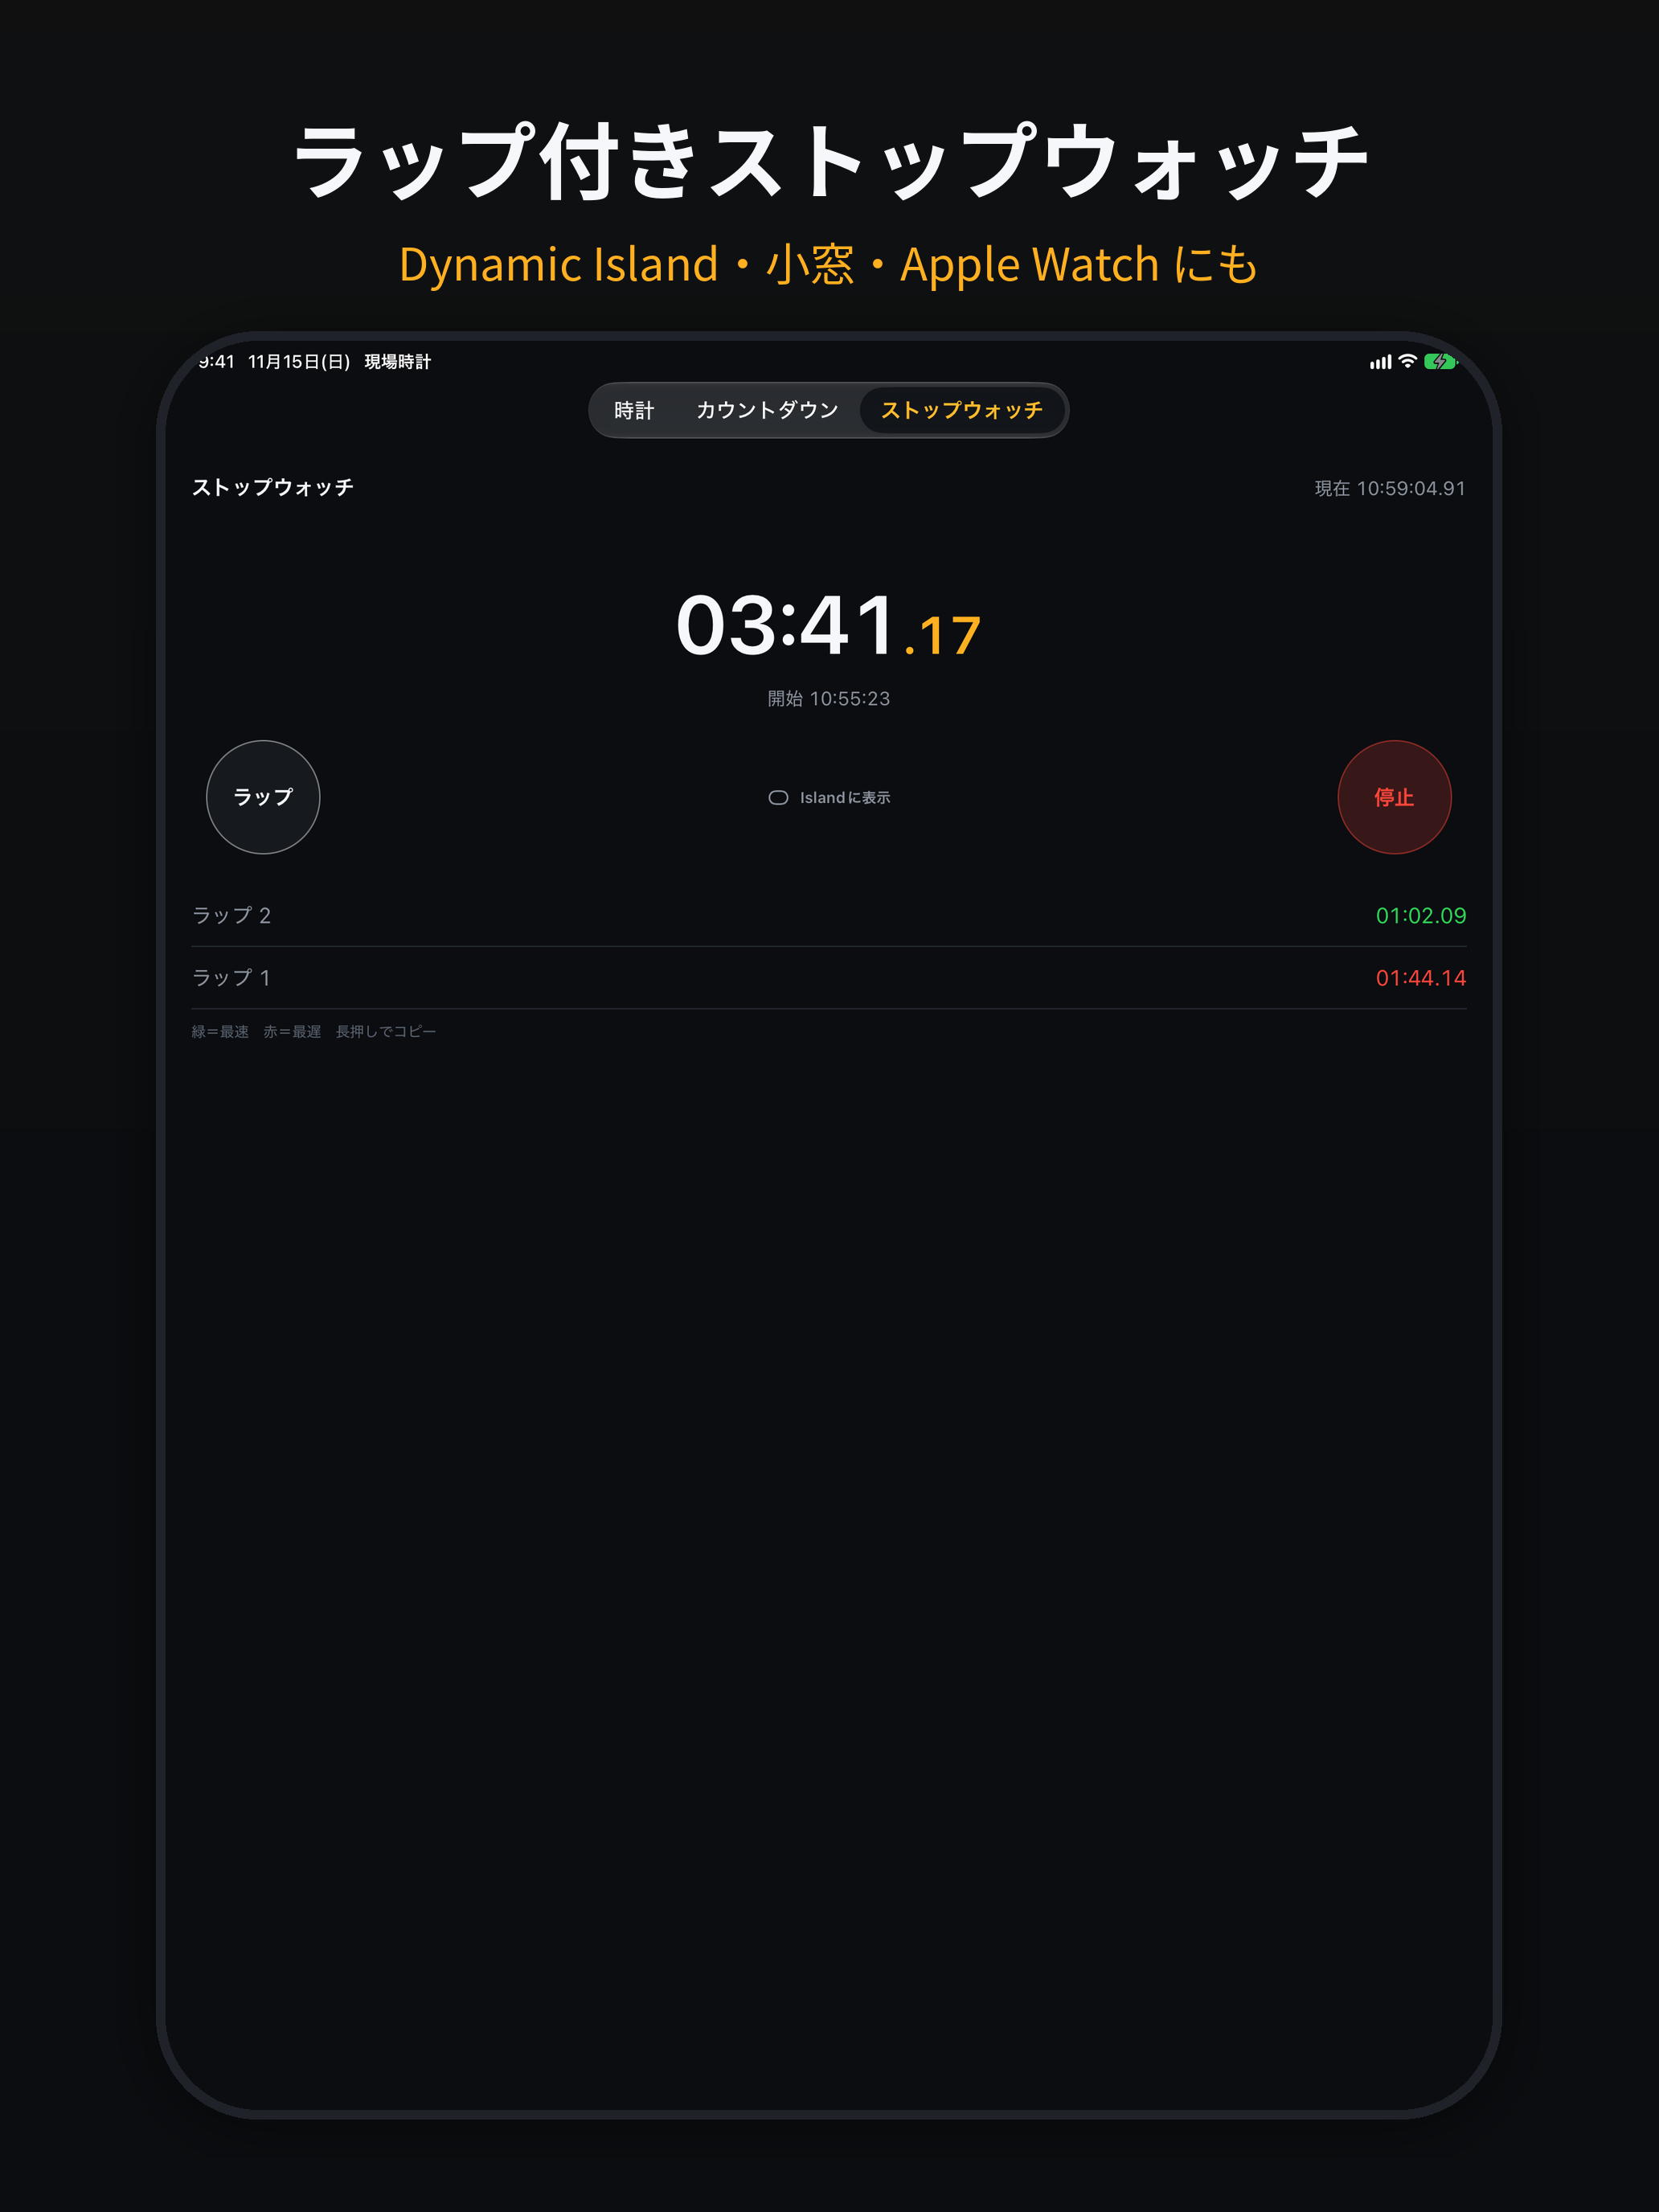 ラップ付きストップウォッチ
Dynamic Island・小窓・Apple Watch にも
9:41 11月15日(日) 現場時計
時計 カウントダウン ストップウォッチ
ストップウォッチ 現在 10:59:04.91
03:41.17
開始 10:55:23
ラップ Islandに表示 停止
ラップ 2 01:02.09
ラップ 1 01:44.14
緑=最速 赤=最遅 長押しでコピー